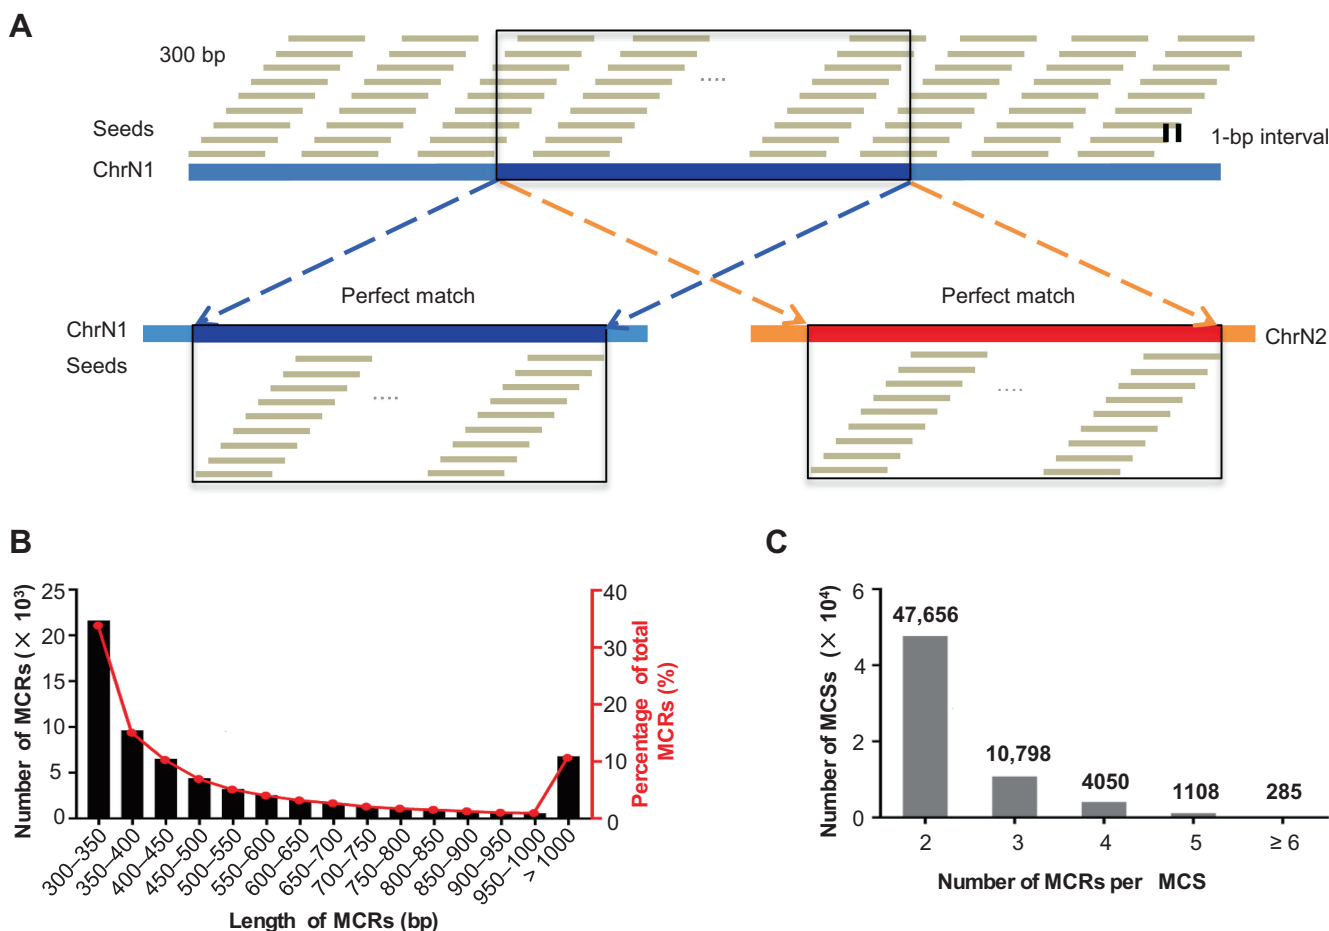 A
300 bp
Seeds
ChrN1
1-bp interval
Perfect match
Perfect match
ChrN1
Seeds
ChrN2
B
Number of MCRs (× 10³)
25
20
15
10
5
0
40
30
20
10
0
Percentage of total
MCRs (%)
300–350
350–400
400–450
450–500
500–550
550–600
600–650
650–700
700–750
750–800
800–850
850–900
900–950
950–1000
> 1000
Length of MCRs (bp)
C
Number of MCSs (× 10⁴)
6
4
2
0
47,656
10,798
4050
1108
285
2
3
4
5
≥ 6
Number of MCRs per MCS